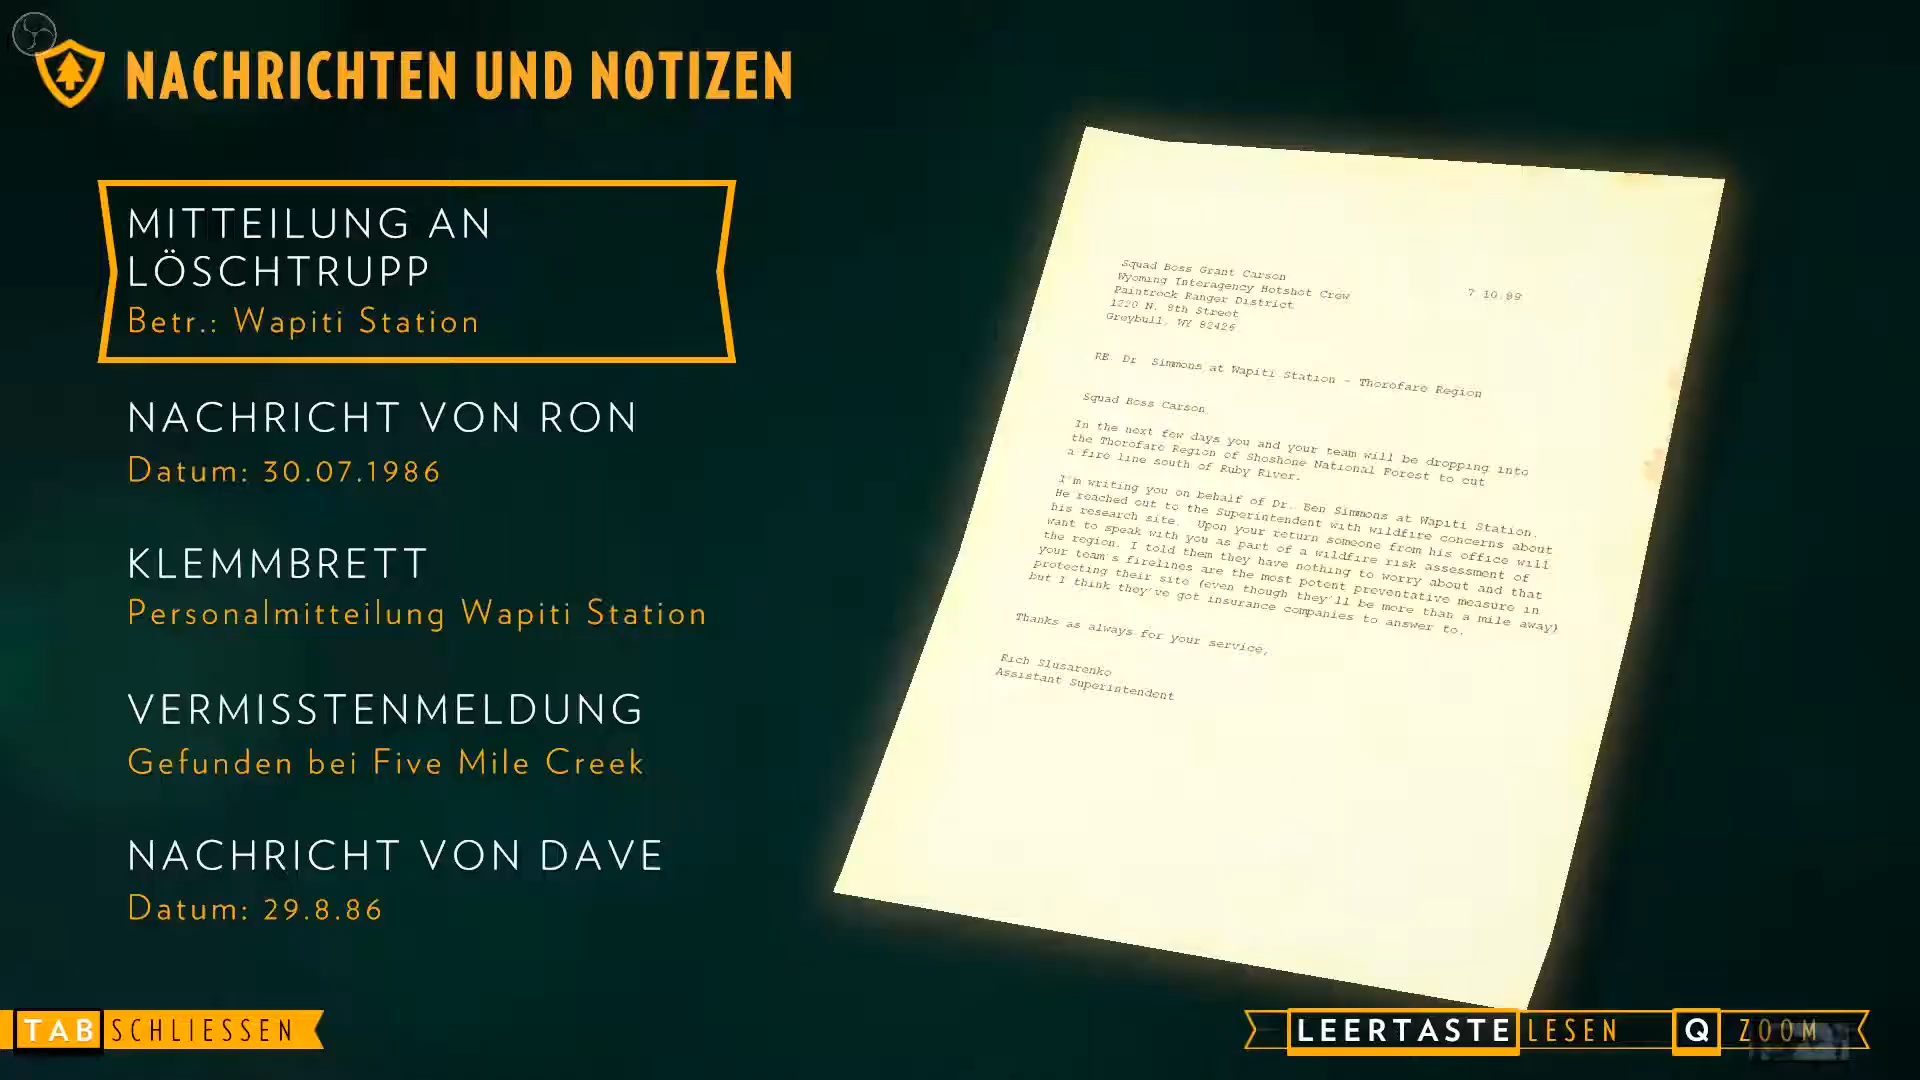 NACHRICHTEN UND NOTIZEN
MITTEILUNG AN
LÖSCHTRUPP
Betr.: Wapiti Station
NACHRICHT VON RON
Datum: 30.07.1986
KLEMMBRETT
Personalmitteilung Wapiti Station
VERMISSTENMELDUNG
Gefunden bei Five Mile Creek
NACHRICHT VON DAVE
Datum: 29.8.86
Squad Boss Grant Carson
Wyoming Interagency Hotshot Crew
Paintrock Ranger District
1220 N. 8th Street
Greybull, WY 82426
7 10.89
RE Dr Simmons at Wapiti Station - Thorofare Region
Squad Boss Carson,
In the next few days you and your team will be dropping into
the Thorofare Region of Shoshone National Forest to cut
a fire line south of Ruby River.
I'm writing you on behalf of Dr. Ben Simmons at Wapiti Station.
He reached out to the Superintendent with wildfire concerns about
his research site. Upon your return someone from his office will
want to speak with you as part of a wildfire risk assessment of
the region. I told them they have nothing to worry about and that
your team's firelines are the most potent preventative measure in
protecting their site (even though they'll be more than a mile away)
but I think they've got insurance companies to answer to.
Thanks as always for your service,
Rich Slusarenko
Assistant Superintendent
TAB SCHLIESSEN
LEERTASTE LESEN Q ZOOM